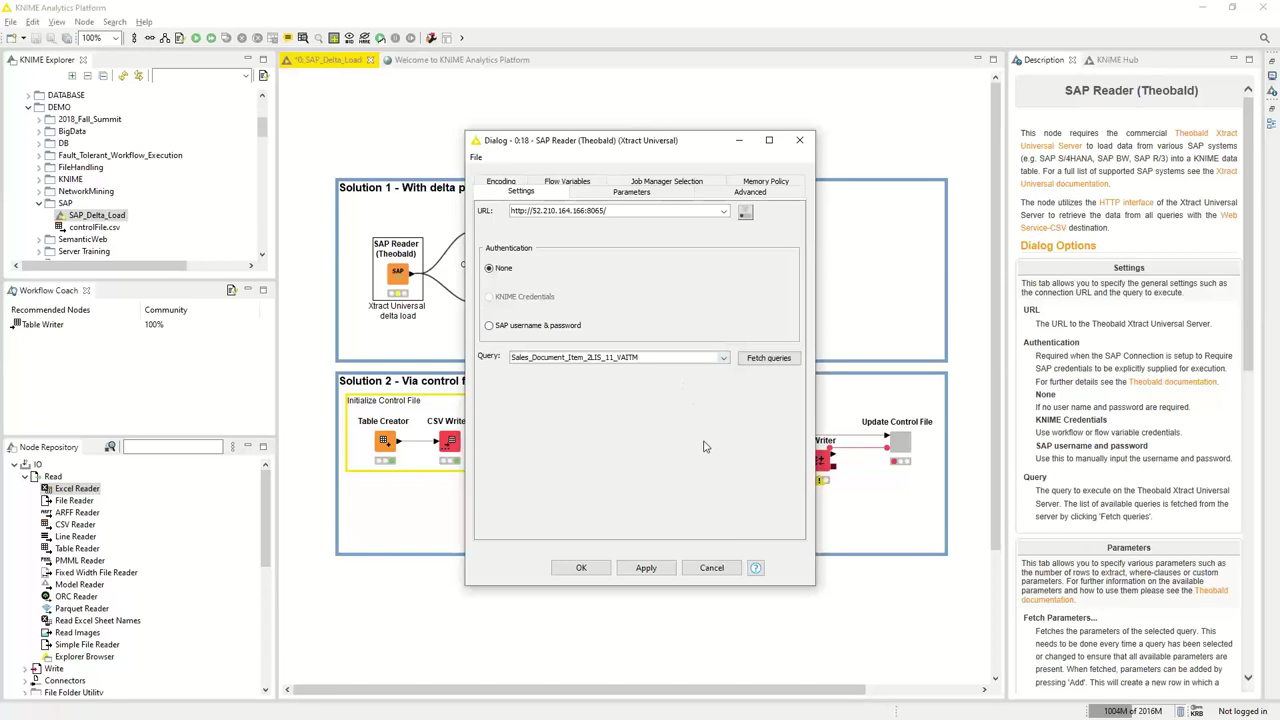 KNIME Analytics Platform
File Edit View Node Search Help
100%
KNIME Explorer
DATABASE
DEMO
2018_Fall_Summit
BigData
DB
Fault_Tolerant_Workflow_Execution
FileHandling
KNIME
NetworkMining
SAP
SAP_Delta_Load
controlFile.csv
SemanticWeb
Server Training
Workflow Coach
Recommended Nodes Community
Table Writer 100%
Node Repository
IO
Read
Excel Reader
File Reader
ARFF Reader
CSV Reader
Line Reader
Table Reader
PMML Reader
Fixed Width File Reader
Model Reader
ORC Reader
Parquet Reader
Read Excel Sheet Names
Read Images
Simple File Reader
Explorer Browser
Write
Connectors
File Folder Utility
*0: SAP_Delta_Load
Welcome to KNIME Analytics Platform
Solution 1 - With delta p
SAP Reader
(Theobald)
SAP
Xtract Universal
delta load
Solution 2 - Via control f
Initialize Control File
Table Creator
CSV Write
Writer
Update Control File
Dialog - 0:18 - SAP Reader (Theobald) (Xtract Universal)
File
Encoding Flow Variables Job Manager Selection Memory Policy
Settings Parameters Advanced
URL: http://52.210.164.166:8065/
Authentication
None
KNIME Credentials
SAP username & password
Query: Sales_Document_Item_2LIS_11_VAITM Fetch queries
OK Apply Cancel
Description
KNIME Hub
SAP Reader (Theobald)
This node requires the commercial Theobald Xtract
Universal Server to load data from various SAP systems
(e.g. SAP S/4HANA, SAP BW, SAP R/3) into a KNIME data
table. For a full list of supported SAP systems see the Xtract
Universal documentation.
The node utilizes the HTTP interface of the Xtract Universal
Server to retrieve the data from all queries with the Web
Service-CSV destination.
Dialog Options
Settings
This tab allows you to specify the general settings such as
the connection URL and the query to execute.
URL
The URL to the Theobald Xtract Universal Server.
Authentication
Required when the SAP Connection is setup to Require
SAP credentials to be explicitly supplied for execution.
For further details see the Theobald documentation.
None
If no user name and password are required.
KNIME Credentials
Use workflow or flow variable credentials.
SAP username and password
Use this to manually input the username and password.
Query
The query to execute on the Theobald Xtract Universal
Server. The list of available queries is fetched from the
server by clicking 'Fetch queries'.
Parameters
This tab allows you to specify various parameters such as
the number of rows to extract, where-clauses or custom
parameters. For further information on the available
parameters and how to use them please see the Theobald
documentation.
Fetch Parameters...
Fetches the parameters of the selected query. This
needs to be done every time a query has been selected
or changed to ensure that all available parameters are
present. When fetched, parameters can be added by
pressing 'Add'. This will create a new row in which a
1004M of 2016M
KRB
Not logged in